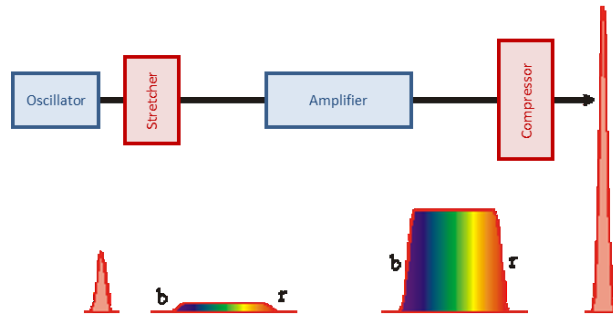 Oscillator
Stretcher
Amplifier
Compressor
b
r
b
r